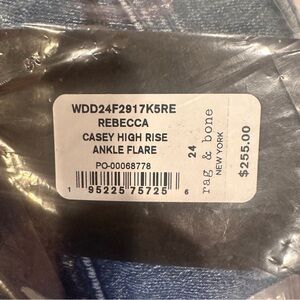 WDD24F2917K5RE
REBECCA
CASEY HIGH RISE
ANKLE FLARE
PO-00068778
1 95225 75725 6
24
rag & bone
NEW YORK
$255.00